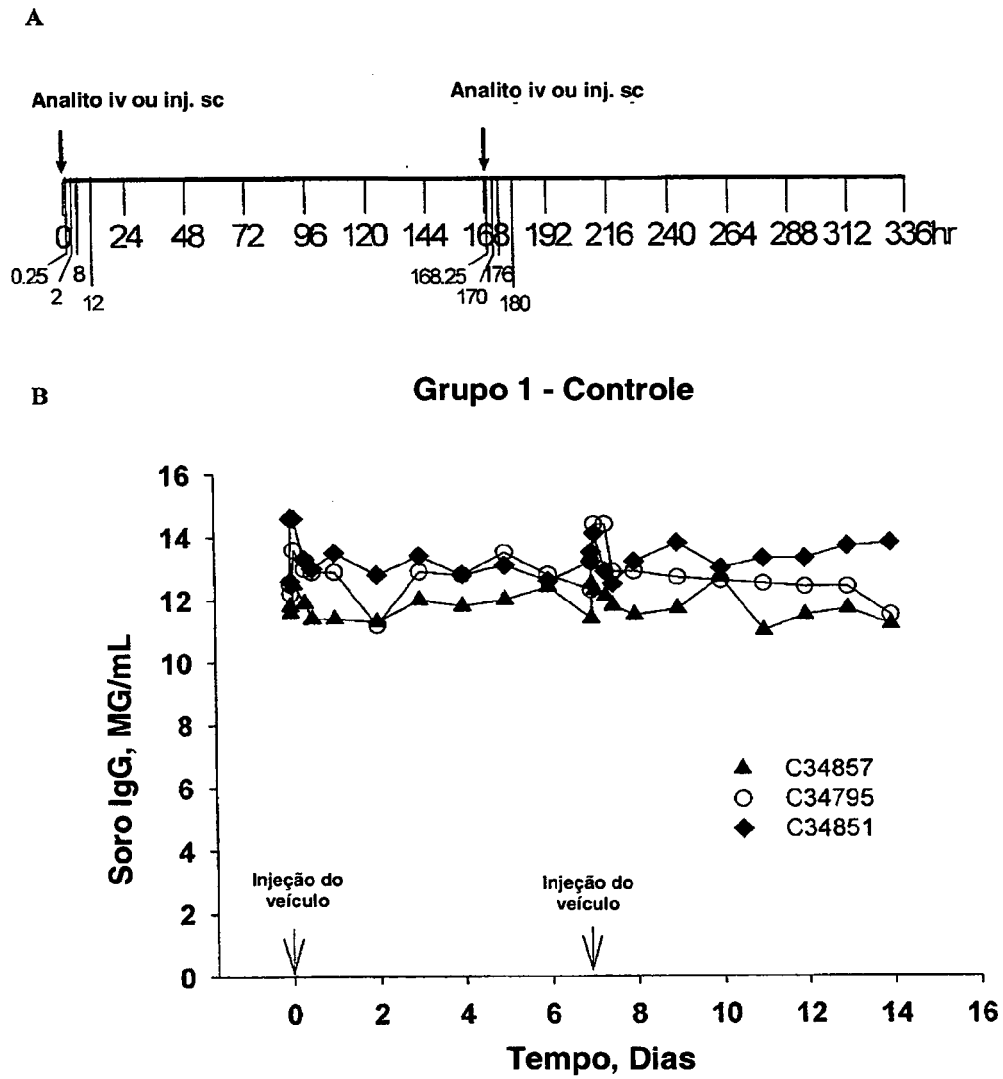 A
Analito iv ou inj. sc
Analito iv ou inj. sc
0 24 48 72 96 120 144 168 192 216 240 264 288 312 336hr
0.25 8 168.25 176
2 12 170 180
B
Grupo 1 - Controle
16
14
12
10
8
6
4
2
0
Soro IgG, MG/mL
C34857
C34795
C34851
Injeção do
veículo
Injeção do
veículo
0 2 4 6 8 10 12 14 16
Tempo, Dias